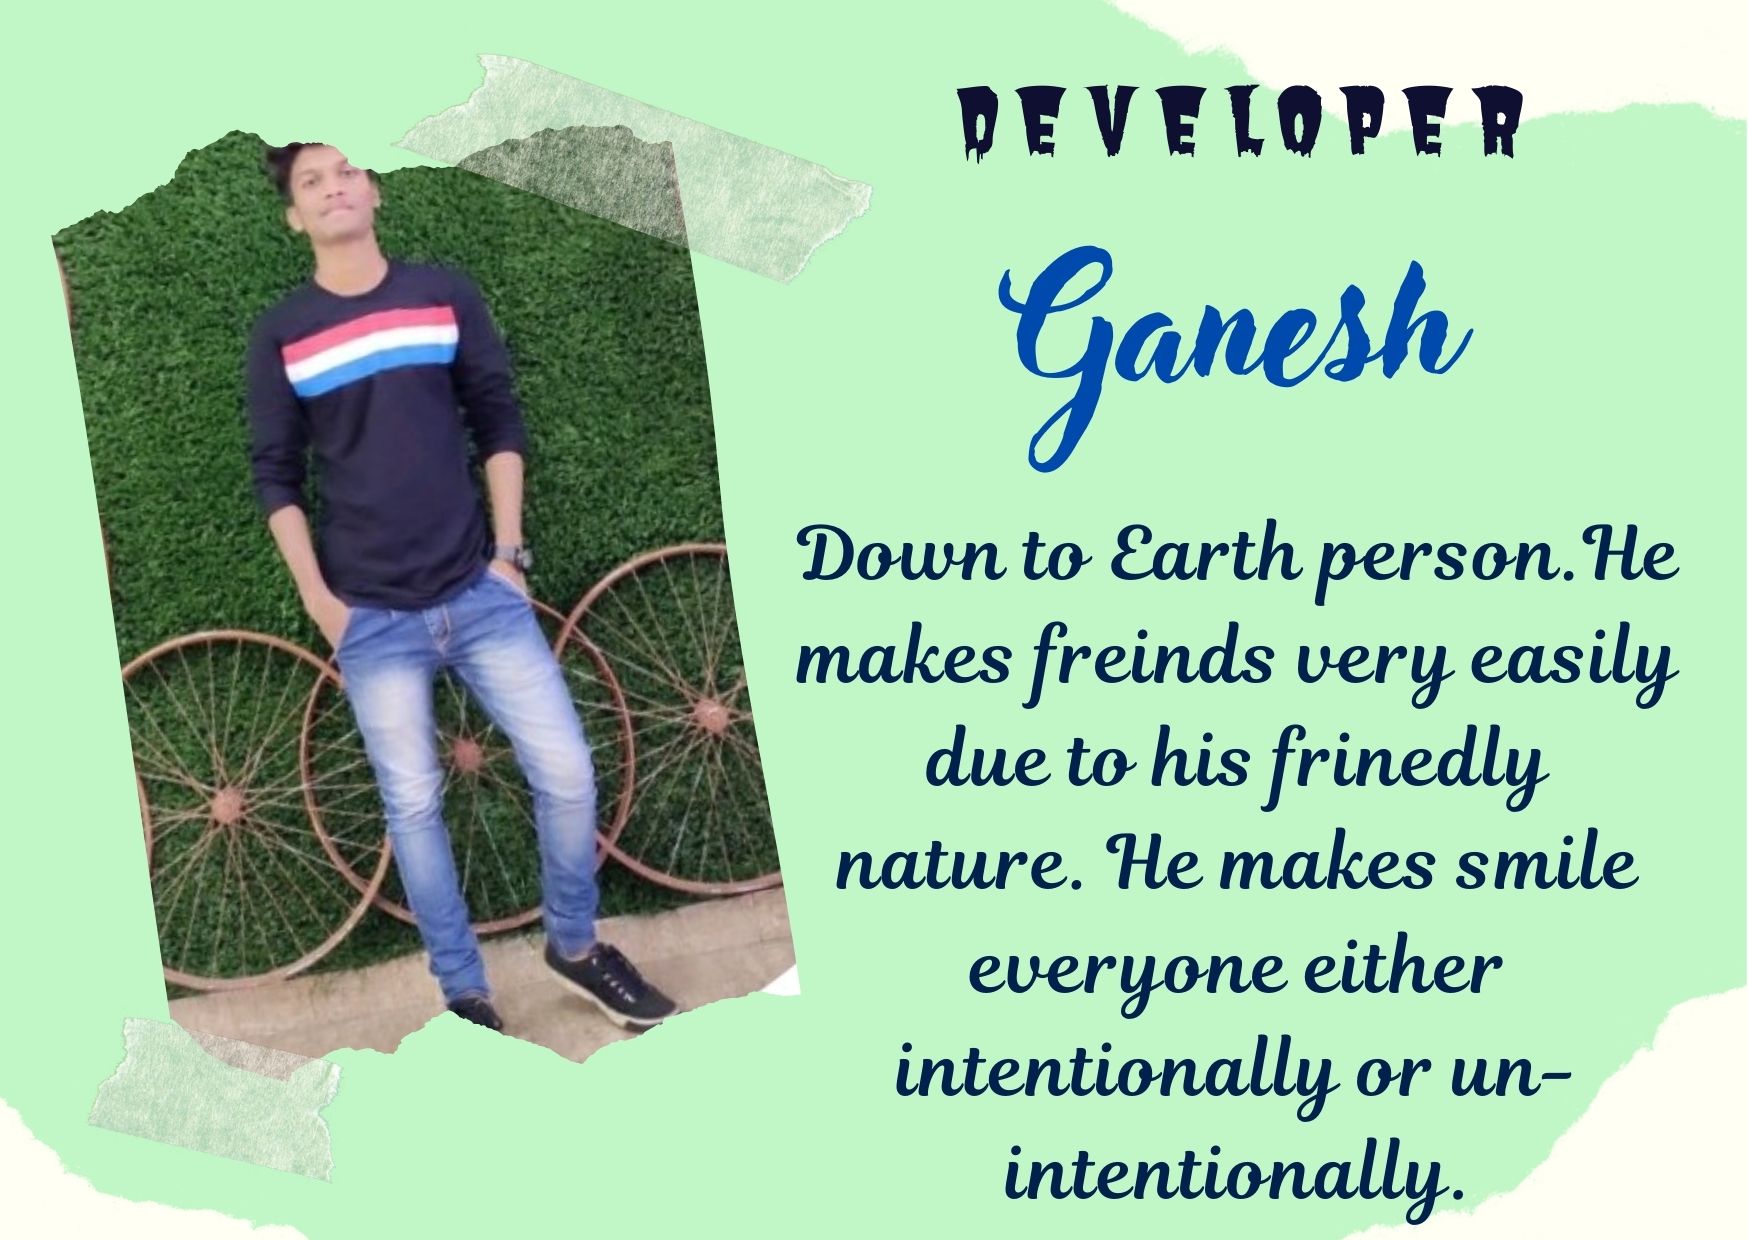 DEVELOPER
Ganesh
Down to Earth person.He
makes freinds very easily
due to his frinedly
nature. He makes smile
everyone either
intentionally or un-
intentionally.